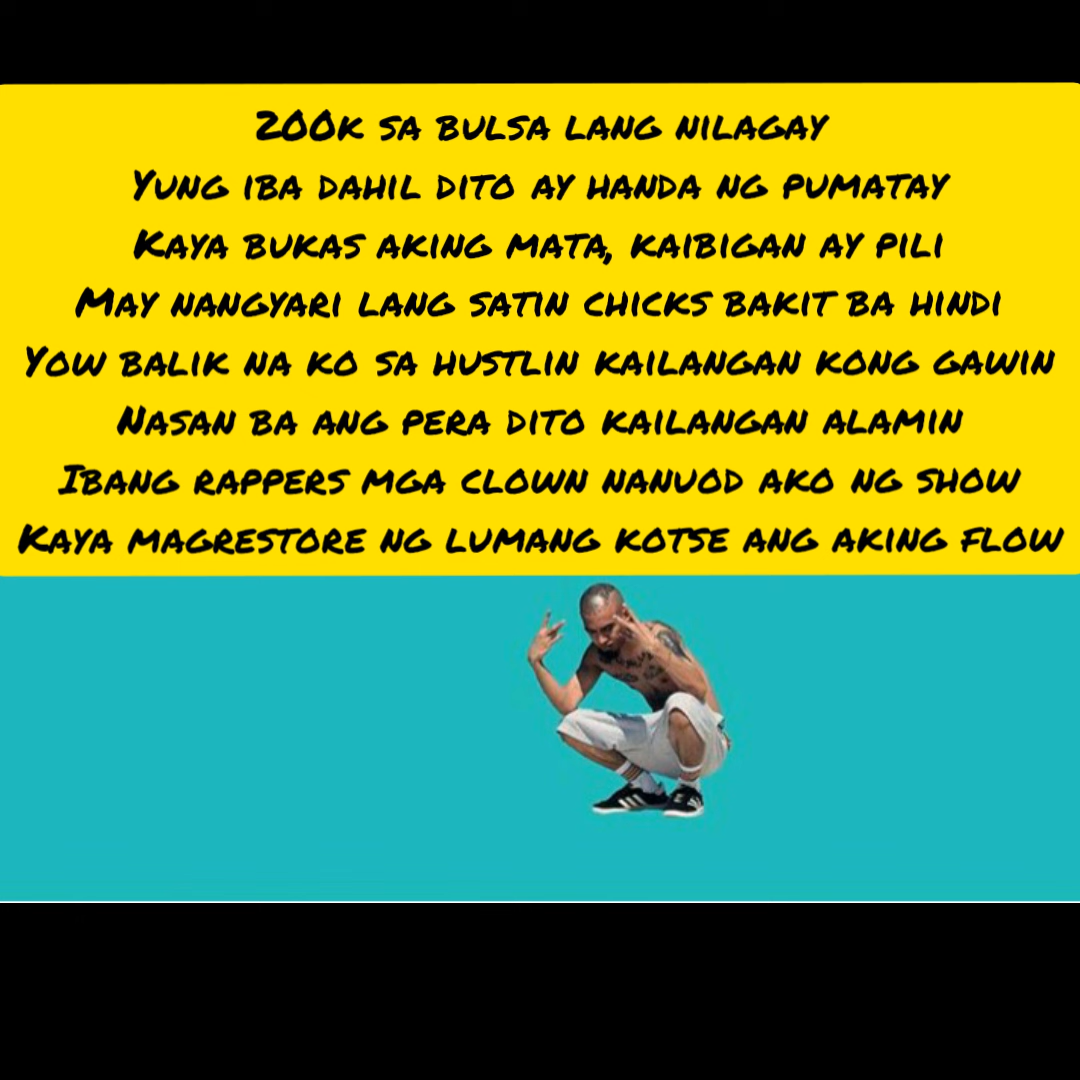 200k sa bulsa lang nilagay
Yung iba dahil dito ay handa ng pumatay
Kaya bukas aking mata, kaibigan ay pili
May nangyari lang satin chicks bakit ba hindi
Yow balik na ko sa hustlin kailangan kong gawin
Nasan ba ang pera dito kailangan alamin
Ibang rappers mga clown nanuod ako ng show
Kaya magrestore ng lumang kotse ang aking flow